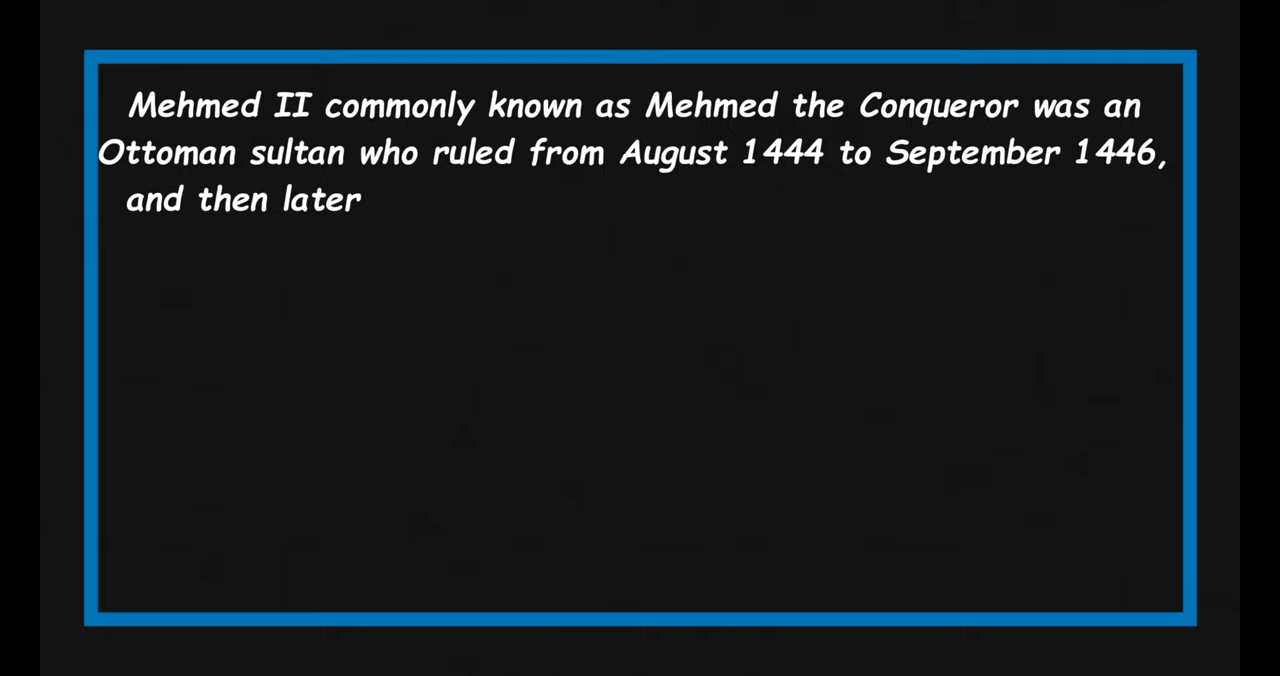 Mehmed II commonly known as Mehmed the Conqueror was an
Ottoman sultan who ruled from August 1444 to September 1446,
and then later